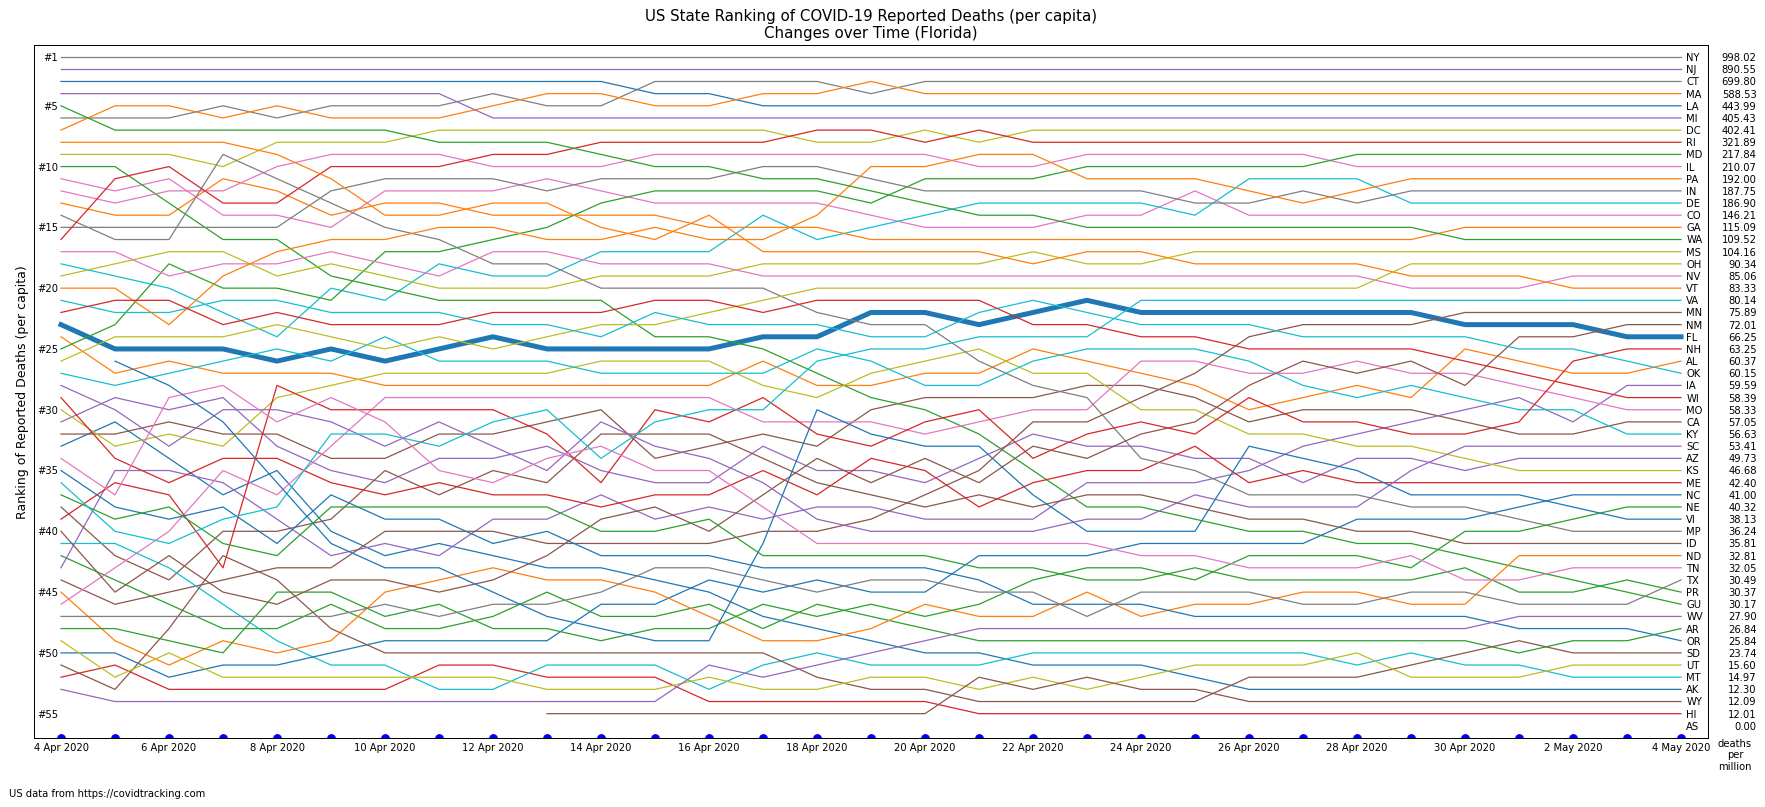 US State Ranking of COVID-19 Reported Deaths (per capita)
Changes over Time (Florida)
Ranking of Reported Deaths (per capita)
#1
#5
#10
#15
#20
#25
#30
#35
#40
#45
#50
#55
NY 998.02
NJ 890.55
CT 699.80
MA 588.53
LA 443.99
MI 405.43
DC 402.41
RI 321.89
MD 217.84
IL 210.07
PA 192.00
IN 187.75
DE 186.90
CO 146.21
GA 115.09
WA 109.52
MS 104.16
OH 90.34
NV 85.06
VT 83.33
VA 80.14
MN 75.89
NM 72.01
FL 66.25
NH 63.25
AL 60.37
OK 60.15
IA 59.59
WI 58.39
MO 58.33
CA 57.05
KY 56.63
SC 53.41
AZ 49.73
KS 46.68
ME 42.40
NC 41.00
NE 40.32
VI 38.13
MP 36.24
ID 35.81
ND 32.81
TN 32.05
TX 30.49
PR 30.37
GU 30.17
WV 27.90
AR 26.84
OR 25.84
SD 23.74
UT 15.60
MT 14.97
AK 12.30
WY 12.09
HI 12.01
AS 0.00
4 Apr 2020 6 Apr 2020 8 Apr 2020 10 Apr 2020 12 Apr 2020 14 Apr 2020 16 Apr 2020 18 Apr 2020 20 Apr 2020 22 Apr 2020 24 Apr 2020 26 Apr 2020 28 Apr 2020 30 Apr 2020 2 May 2020 4 May 2020
deaths
per
million
US data from https://covidtracking.com